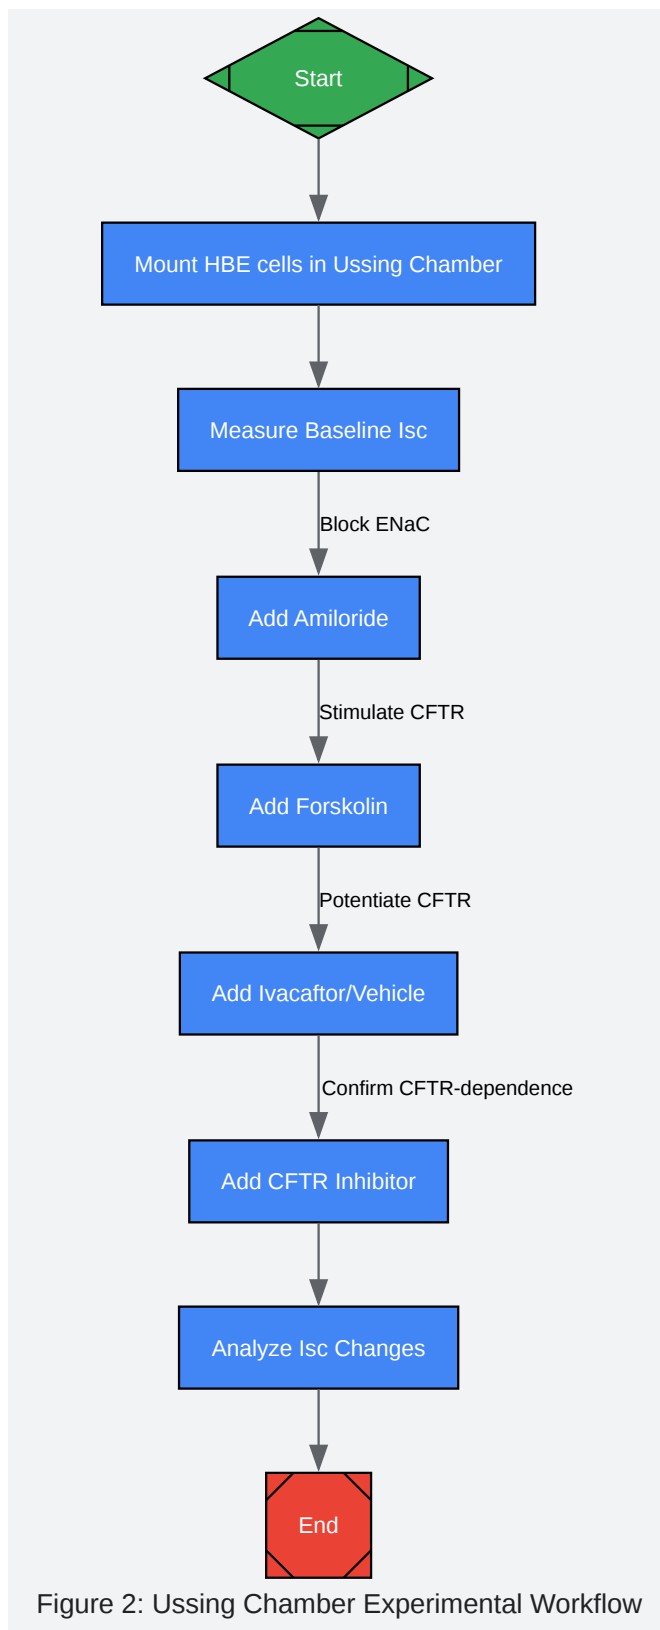 Start
Mount HBE cells in Ussing Chamber
Measure Baseline Isc
Block ENaC
Add Amiloride
Stimulate CFTR
Add Forskolin
Potentiate CFTR
Add Ivacaftor/Vehicle
Confirm CFTR-dependence
Add CFTR Inhibitor
Analyze Isc Changes
End
Figure 2: Ussing Chamber Experimental Workflow